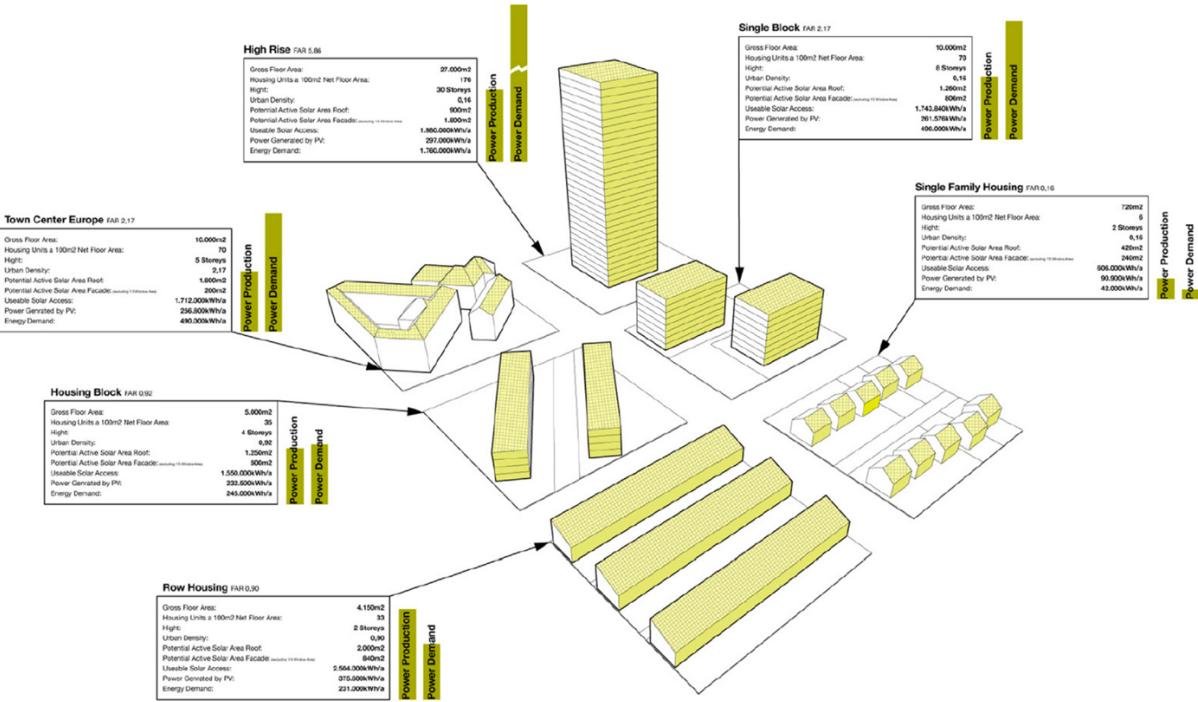 High Rise FAR 5,86
Gross Floor Area: 27.000m2
Housing Units a 100m2 Net Floor Area: 176
Hight: 30 Storeys
Urban Density: 0,16
Potential Active Solar Area Roof: 900m2
Potential Active Solar Area Facade: 1.800m2
Useable Solar Access: 1.980.000kWh/a
Power Generated by PV: 297.000kWh/a
Energy Demand: 1.760.000kWh/a
Power Production
Power Demand
Single Block FAR 2,17
Gross Floor Area: 10.000m2
Housing Units a 100m2 Net Floor Area: 70
Hight: 8 Storeys
Urban Density: 0,16
Potential Active Solar Area Roof: 1.260m2
Potential Active Solar Area Facade: 806m2
Useable Solar Access: 1.743.840kWh/a
Power Generated by PV: 261.576kWh/a
Energy Demand: 490.000kWh/a
Power Production
Power Demand
Single Family Housing FAR 0,16
Gross Floor Area: 720m2
Housing Units a 100m2 Net Floor Area: 6
Hight: 2 Storeys
Urban Density: 0,16
Potential Active Solar Area Roof: 420m2
Potential Active Solar Area Facade: 240m2
Useable Solar Access: 606.000kWh/a
Power Generated by PV: 90.900kWh/a
Energy Demand: 42.000kWh/a
Power Production
Power Demand
Town Center Europe FAR 2,17
Gross Floor Area: 10.000m2
Housing Units a 100m2 Net Floor Area: 70
Hight: 5 Storeys
Urban Density: 2,17
Potential Active Solar Area Roof: 1.800m2
Potential Active Solar Area Facade: 200m2
Useable Solar Access: 1.712.000kWh/a
Power Genrated by PV: 256.800kWh/a
Energy Demand: 490.000kWh/a
Power Production
Power Demand
Housing Block FAR 0,92
Gross Floor Area: 5.000m2
Housing Units a 100m2 Net Floor Area: 35
Hight: 4 Storeys
Urban Density: 0,92
Potential Active Solar Area Roof: 1.250m2
Potential Active Solar Area Facade: 500m2
Useable Solar Access: 1.550.000kWh/a
Power Genrated by PV: 232.500kWh/a
Energy Demand: 245.000kWh/a
Power Production
Power Demand
Row Housing FAR 0,90
Gross Floor Area: 4.150m2
Housing Units a 100m2 Net Floor Area: 33
Hight: 2 Storeys
Urban Density: 0,90
Potential Active Solar Area Roof: 2.000m2
Potential Active Solar Area Facade: 840m2
Useable Solar Access: 2.504.000kWh/a
Power Genrated by PV: 375.600kWh/a
Energy Demand: 231.000kWh/a
Power Production
Power Demand